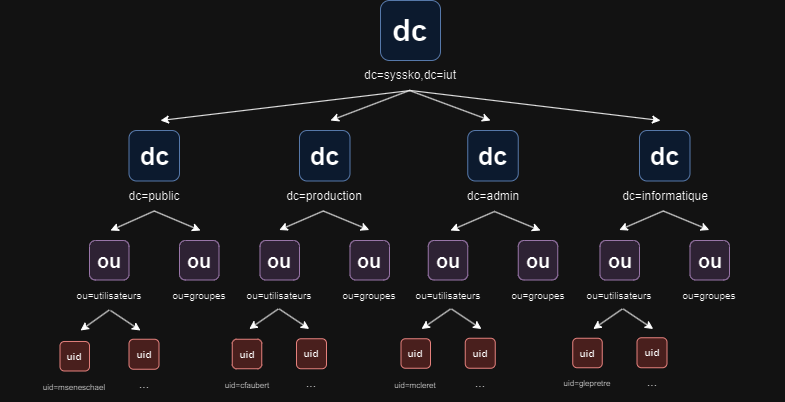 dc
dc=syssko,dc=iut
dc dc dc dc
dc=public dc=production dc=admin dc=informatique
ou ou ou ou ou ou ou ou
ou=utilisateurs ou=groupes ou=utilisateurs ou=groupes ou=utilisateurs ou=groupes ou=utilisateurs ou=groupes
uid uid uid uid uid uid uid uid
uid=mseneschael ... uid=cfaubert ... uid=mcleret ... uid=glepretre ...